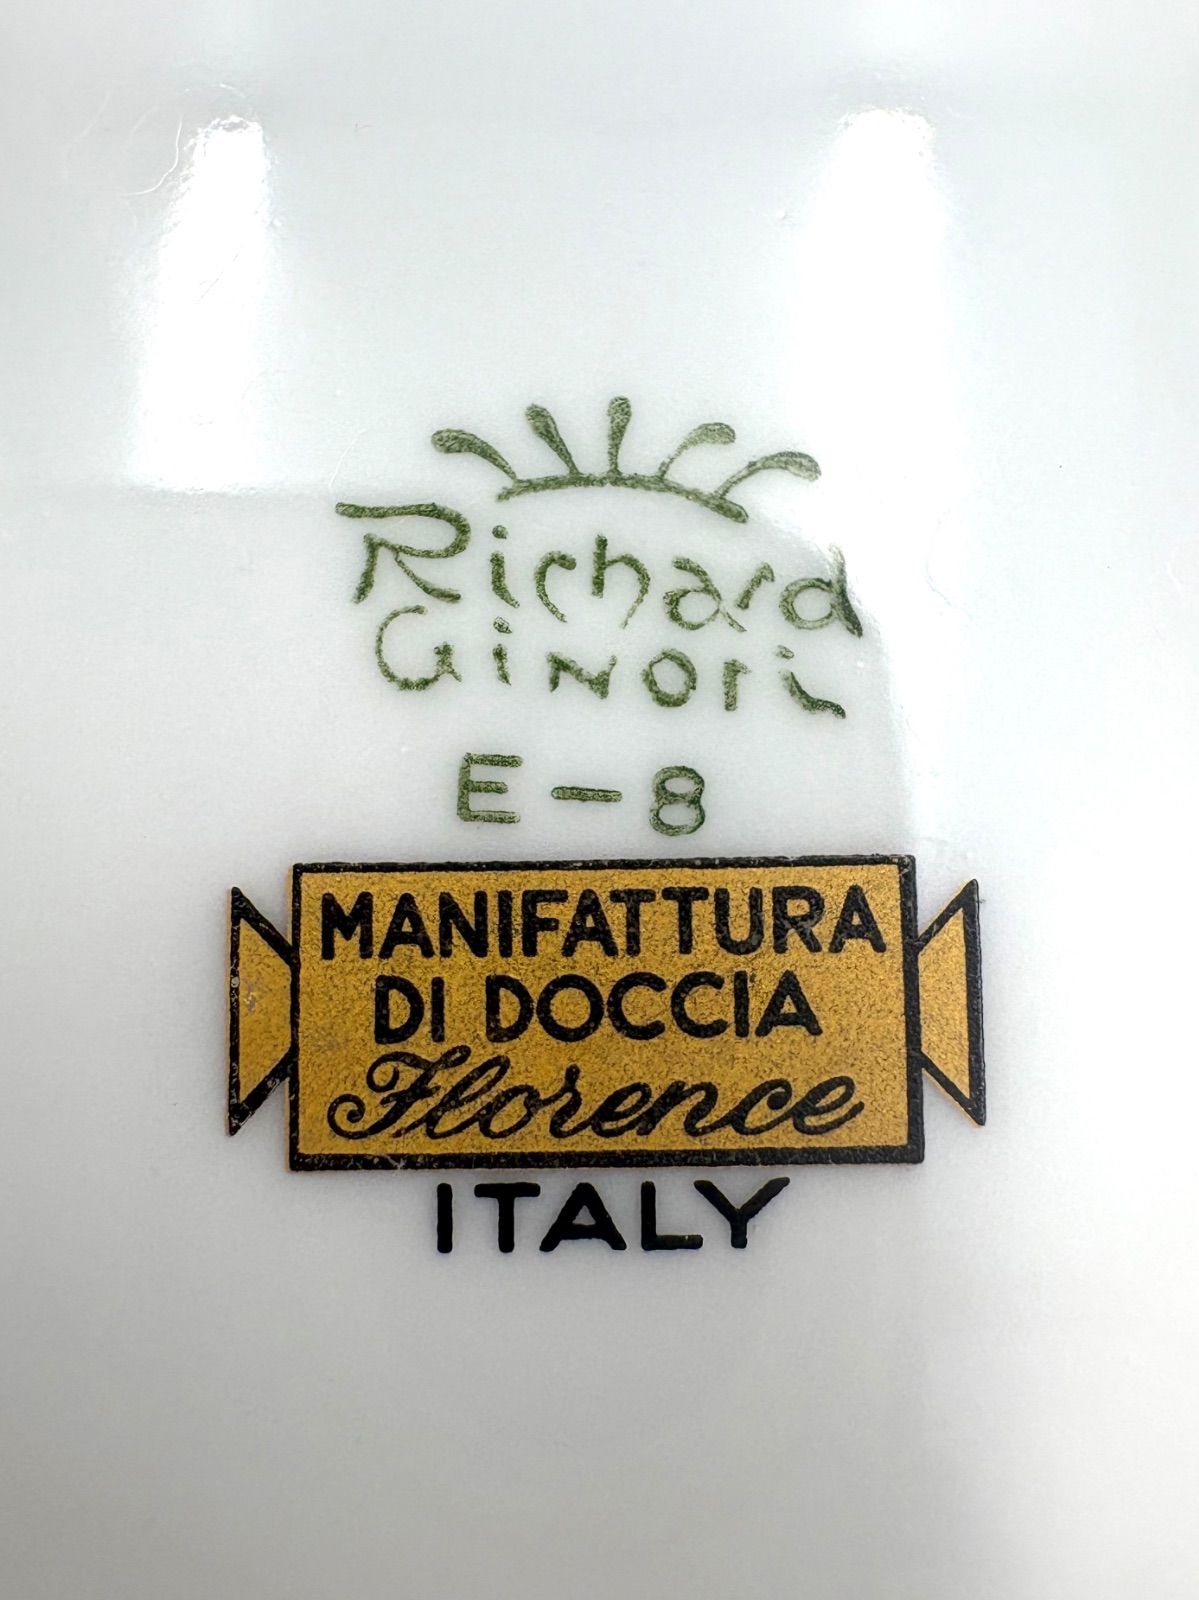 Richard
Ginori
E-8
MANIFATTURA
DI DOCCIA
Florence
ITALY